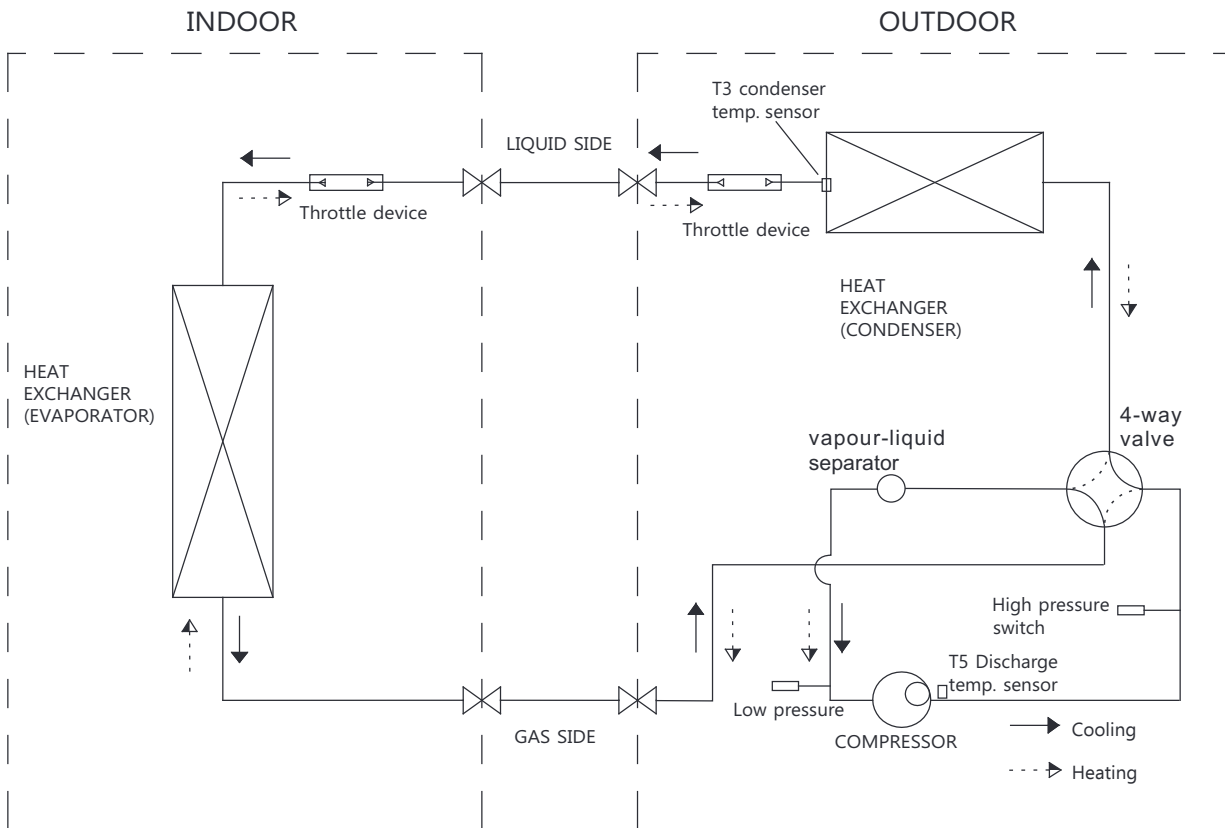 INDOOR
OUTDOOR
T3 condenser
temp. sensor
LIQUID SIDE
Throttle device
Throttle device
HEAT
EXCHANGER
(CONDENSER)
HEAT
EXCHANGER
(EVAPORATOR)
4-way
valve
vapour-liquid
separator
High pressure
switch
T5 Discharge
temp. sensor
Low pressure
COMPRESSOR
GAS SIDE
Cooling
Heating